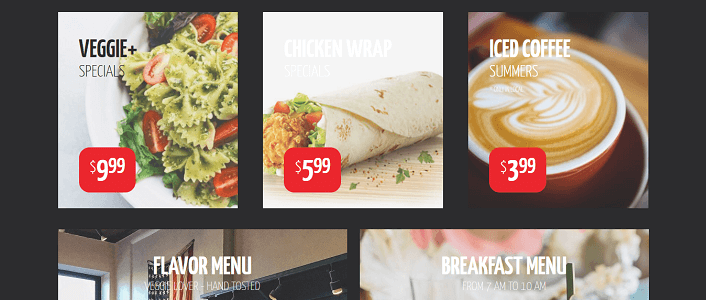 VEGGIE+
SPECIALS
$9.99
CHICKEN WRAP
SPECIALS
$5.99
ICED COFFEE
SUMMERS
$3.99
FLAVOR MENU
LOVER - HAND TOSTED
BREAKFAST MENU
FROM 7 AM TO 10 AM